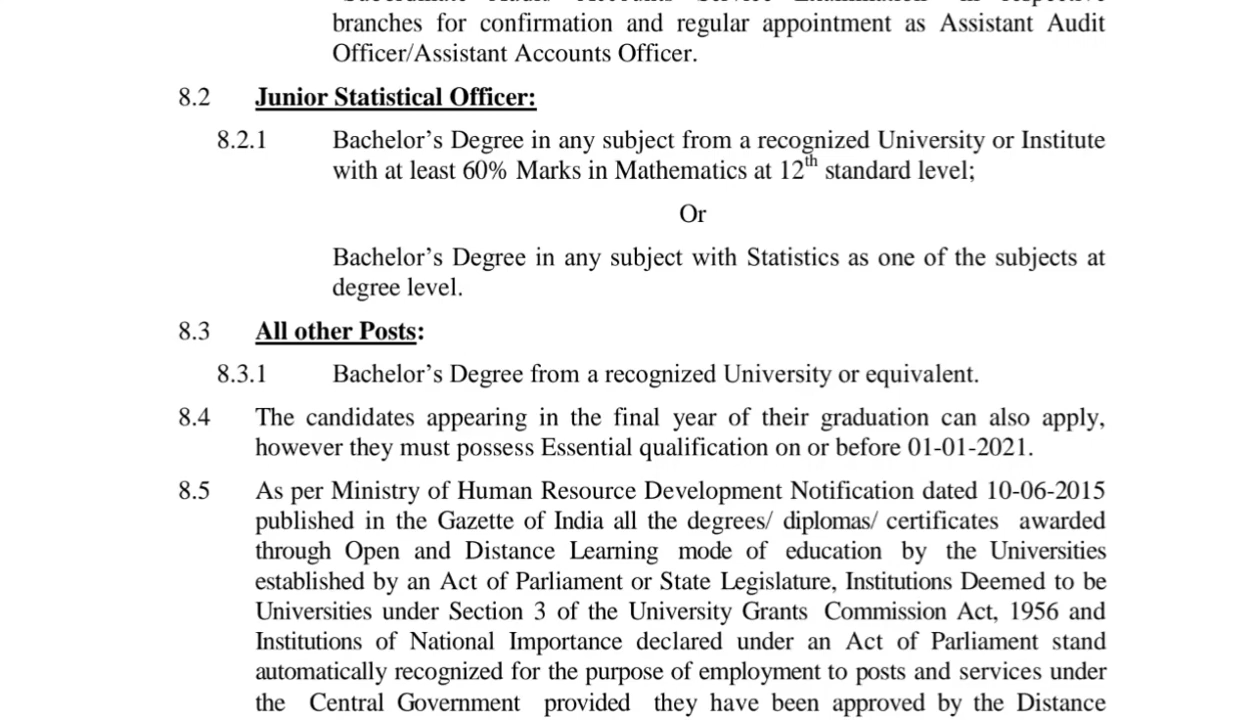 branches for confirmation and regular appointment as Assistant Audit
Officer/Assistant Accounts Officer.
8.2 Junior Statistical Officer:
8.2.1 Bachelor’s Degree in any subject from a recognized University or Institute
with at least 60% Marks in Mathematics at 12th standard level;
Or
Bachelor’s Degree in any subject with Statistics as one of the subjects at
degree level.
8.3 All other Posts:
8.3.1 Bachelor’s Degree from a recognized University or equivalent.
8.4 The candidates appearing in the final year of their graduation can also apply,
however they must possess Essential qualification on or before 01-01-2021.
8.5 As per Ministry of Human Resource Development Notification dated 10-06-2015
published in the Gazette of India all the degrees/ diplomas/ certificates awarded
through Open and Distance Learning mode of education by the Universities
established by an Act of Parliament or State Legislature, Institutions Deemed to be
Universities under Section 3 of the University Grants Commission Act, 1956 and
Institutions of National Importance declared under an Act of Parliament stand
automatically recognized for the purpose of employment to posts and services under
the Central Government provided they have been approved by the Distance